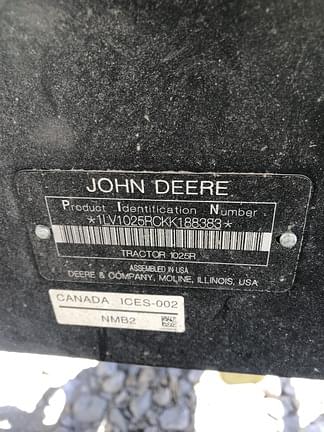 JOHN DEERE
Product Identification Number
*1LV1025RCKK188383*
TRACTOR 1025R
ASSEMBLED IN USA
DEERE & COMPANY, MOLINE, ILLINOIS, USA
CANADA ICES-002
NMB2